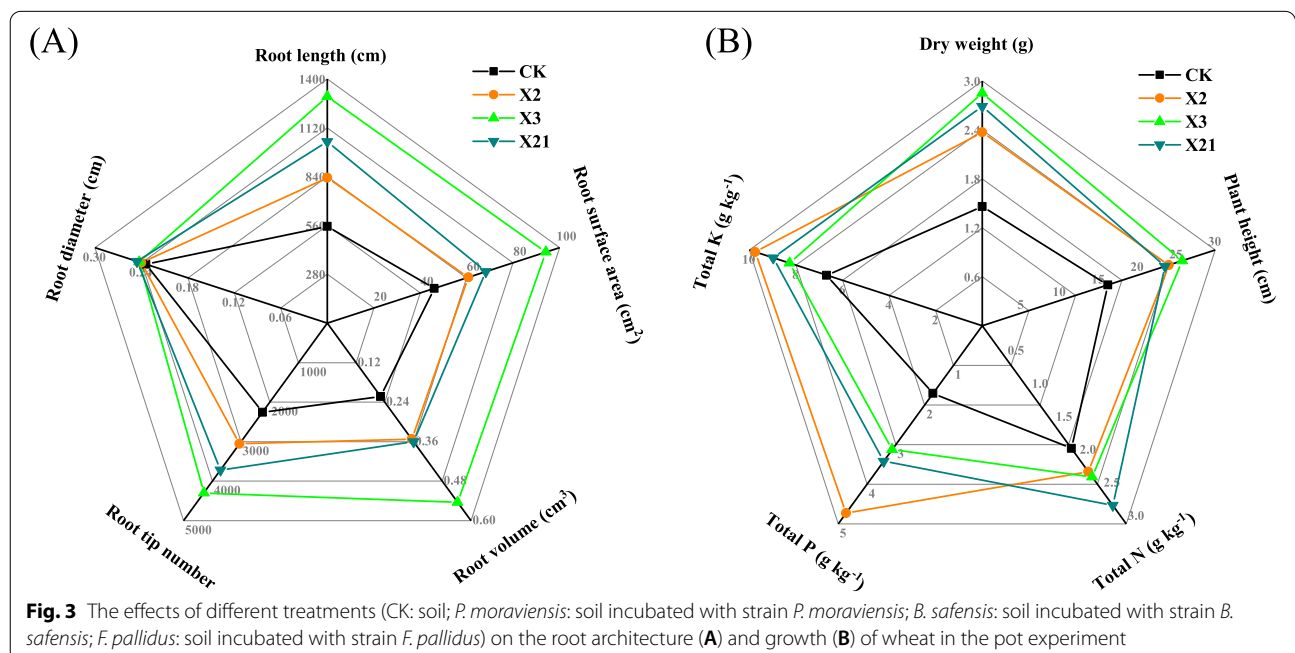 (A)
Root length (cm)
1400
1120
840
560
280
CK
X2
X3
X21
Root surface area (cm²)
100
80
60
40
20
Root volume (cm³)
0.12
0.24
0.36
0.48
0.60
Root tip number
1000
2000
3000
4000
5000
Root diameter (cm)
0.30
0.18
0.12
0.06
(B)
Dry weight (g)
3.0
2.4
1.8
1.2
0.6
CK
X2
X3
X21
Plant height (cm)
30
25
20
15
10
5
Total N (g kg⁻¹)
0.5
1.0
1.5
2.0
2.5
3.0
Total P (g kg⁻¹)
1
2
3
4
5
Total K (g kg⁻¹)
10
8
4
2
Fig. 3 The effects of different treatments (CK: soil; P. moraviensis: soil incubated with strain P. moraviensis; B. safensis: soil incubated with strain B.
safensis; F. pallidus: soil incubated with strain F. pallidus) on the root architecture (A) and growth (B) of wheat in the pot experiment